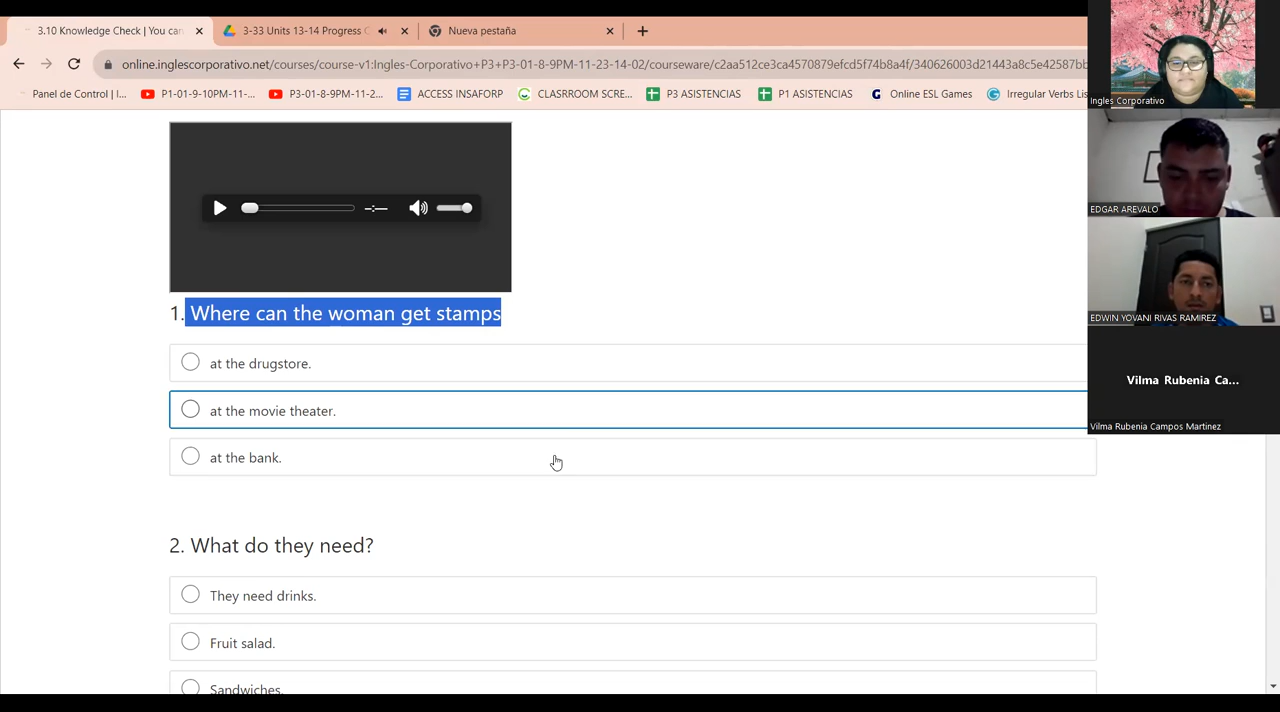 3.10 Knowledge Check | You can
3-33 Units 13-14 Progress C
Nueva pestaña
online.inglescorporativo.net/courses/course-v1:Ingles-Corporativo+P3+P3-01-8-9PM-11-23-14-02/courseware/c2aa512ce3ca4570879efcd5f74b8a4f/340626003d21443a8c5e42587bb
Panel de Control | I...
P1-01-9-10PM-11-...
P3-01-8-9PM-11-2...
ACCESS INSAFORP
CLASRROOM SCRE...
P3 ASISTENCIAS
P1 ASISTENCIAS
Online ESL Games
Irregular Verbs Lis
Ingles Corporativo
EDGAR AREVALO
EDWIN YOVANI RIVAS RAMIREZ
Vilma Rubenia Ca...
Vilma Rubenia Campos Martinez
-:--
1. Where can the woman get stamps
at the drugstore.
at the movie theater.
at the bank.
2. What do they need?
They need drinks.
Fruit salad.
Sandwiches.